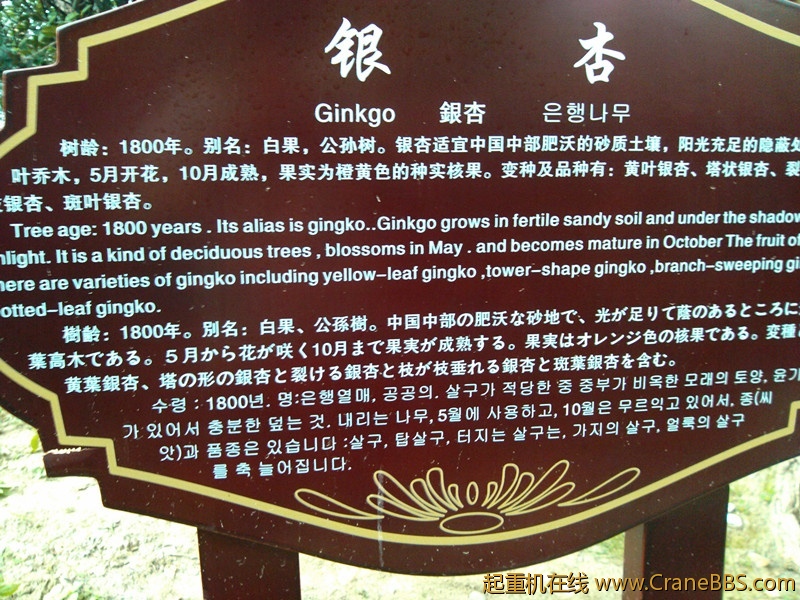 银杏
Ginkgo 銀杏 은행나무
树龄：1800年。别名：白果，公孙树。银杏适宜中国中部肥沃的砂质土壤，阳光充足的隐蔽处
叶乔木，5月开花，10月成熟，果实为橙黄色的种实核果。变种及品种有：黄叶银杏、塔状银杏、裂
银杏、斑叶银杏。
Tree age: 1800 years . Its alias is gingko..Ginkgo grows in fertile sandy soil and under the shadow
nlight. It is a kind of deciduous trees , blossoms in May . and becomes mature in October The fruit of
here are varieties of gingko including yellow-leaf gingko ,tower-shape gingko ,branch-sweeping gi
otted-leaf gingko.
樹齡：1800年。别名：白果、公孫樹。中国中部の肥沃な砂地で、光が足りて蔭のあるところに
葉高木である。５月から花が咲く10月まで果実が成熟する。果実はオレンジ色の核果である。変種
黄葉銀杏、塔の形の銀杏と裂ける銀杏と枝が枝垂れる銀杏と斑葉銀杏を含む。
수령 : 1800년. 명:은행열매, 공공의. 살구가 적당한 중 중부가 비옥한 모래의 토양, 윤기
가 있어서 충분한 덮는 것. 내리는 나무, 5월에 사용하고, 10월은 무르익고 있어서, 종(씨
앗)과 품종은 있습니다 :살구, 탑살구, 터지는 살구는, 가지의 살구, 얼룩의 살구
를 축 늘어집니다.
起重机在线 www.CraneBBS.com